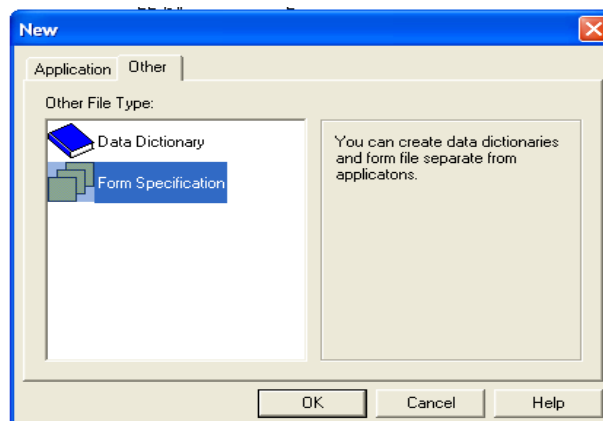 New
Application Other
Other File Type:
Data Dictionary
Form Specification
You can create data dictionaries
and form file separate from
applicatons.
OK Cancel Help